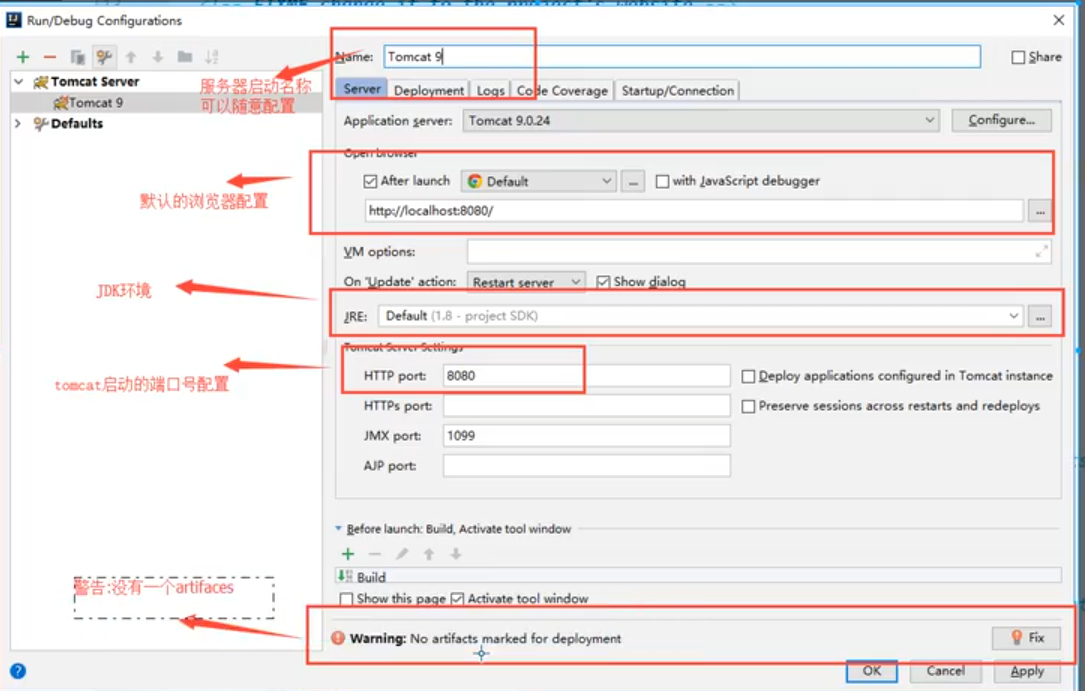 Run/Debug Configurations
Name: Tomcat 9
Share
Tomcat Server
Tomcat 9
Defaults
服务器启动名称
可以随意配置
Server Deployment Logs Code Coverage Startup/Connection
Application server: Tomcat 9.0.24 Configure...
Open browser
After launch Default ... with JavaScript debugger
默认的浏览器配置
http://localhost:8080/ ...
VM options:
On 'Update' action: Restart server Show dialog
JDK环境
JRE: Default (1.8 - project SDK) ...
Tomcat Server Settings
HTTP port: 8080 Deploy applications configured in Tomcat instance
tomcat启动的端口号配置
HTTPs port: Preserve sessions across restarts and redeploys
JMX port: 1099
AJP port:
Before launch: Build, Activate tool window
Build
警告:没有一个artifaces
Show this page Activate tool window
Warning: No artifacts marked for deployment Fix
OK Cancel Apply